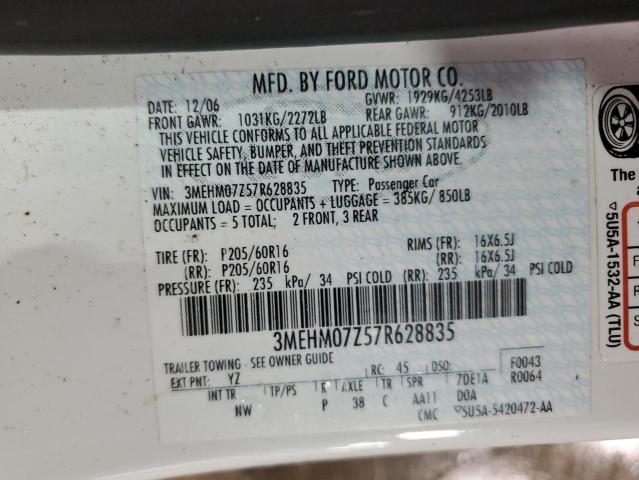 MFD. BY FORD MOTOR CO.
DATE: 12/06 GVWR: 1929KG/4253LB
FRONT GAWR: 1031KG/2272LB REAR GAWR: 912KG/2010LB
THIS VEHICLE CONFORMS TO ALL APPLICABLE FEDERAL MOTOR
VEHICLE SAFETY, BUMPER, AND THEFT PREVENTION STANDARDS
IN EFFECT ON THE DATE OF MANUFACTURE SHOWN ABOVE.
VIN: 3MEHM07Z57R628835 TYPE: Passenger Car
MAXIMUM LOAD = OCCUPANTS + LUGGAGE = 385KG/ 850LB
OCCUPANTS = 5 TOTAL; 2 FRONT, 3 REAR
TIRE (FR): P205/60R16 RIMS (FR): 16X6.5J
(RR): P205/60R16 (RR): 16X6.5J
PRESSURE (FR): 235 kPa/ 34 PSI COLD (RR): 235 kPa/ 34 PSI COLD
3MEHM07Z57R628835
TRAILER TOWING - SEE OWNER GUIDE
EXT PNT: YZ RC: 45 DSO: F0043
R0064
INT TR TP/PS R AXLE TR SPR 7DE1A
NW P 38 C AA11 DOA
CMC 5U5A-5420472-AA
The
5U5A-1532-AA (TLU)